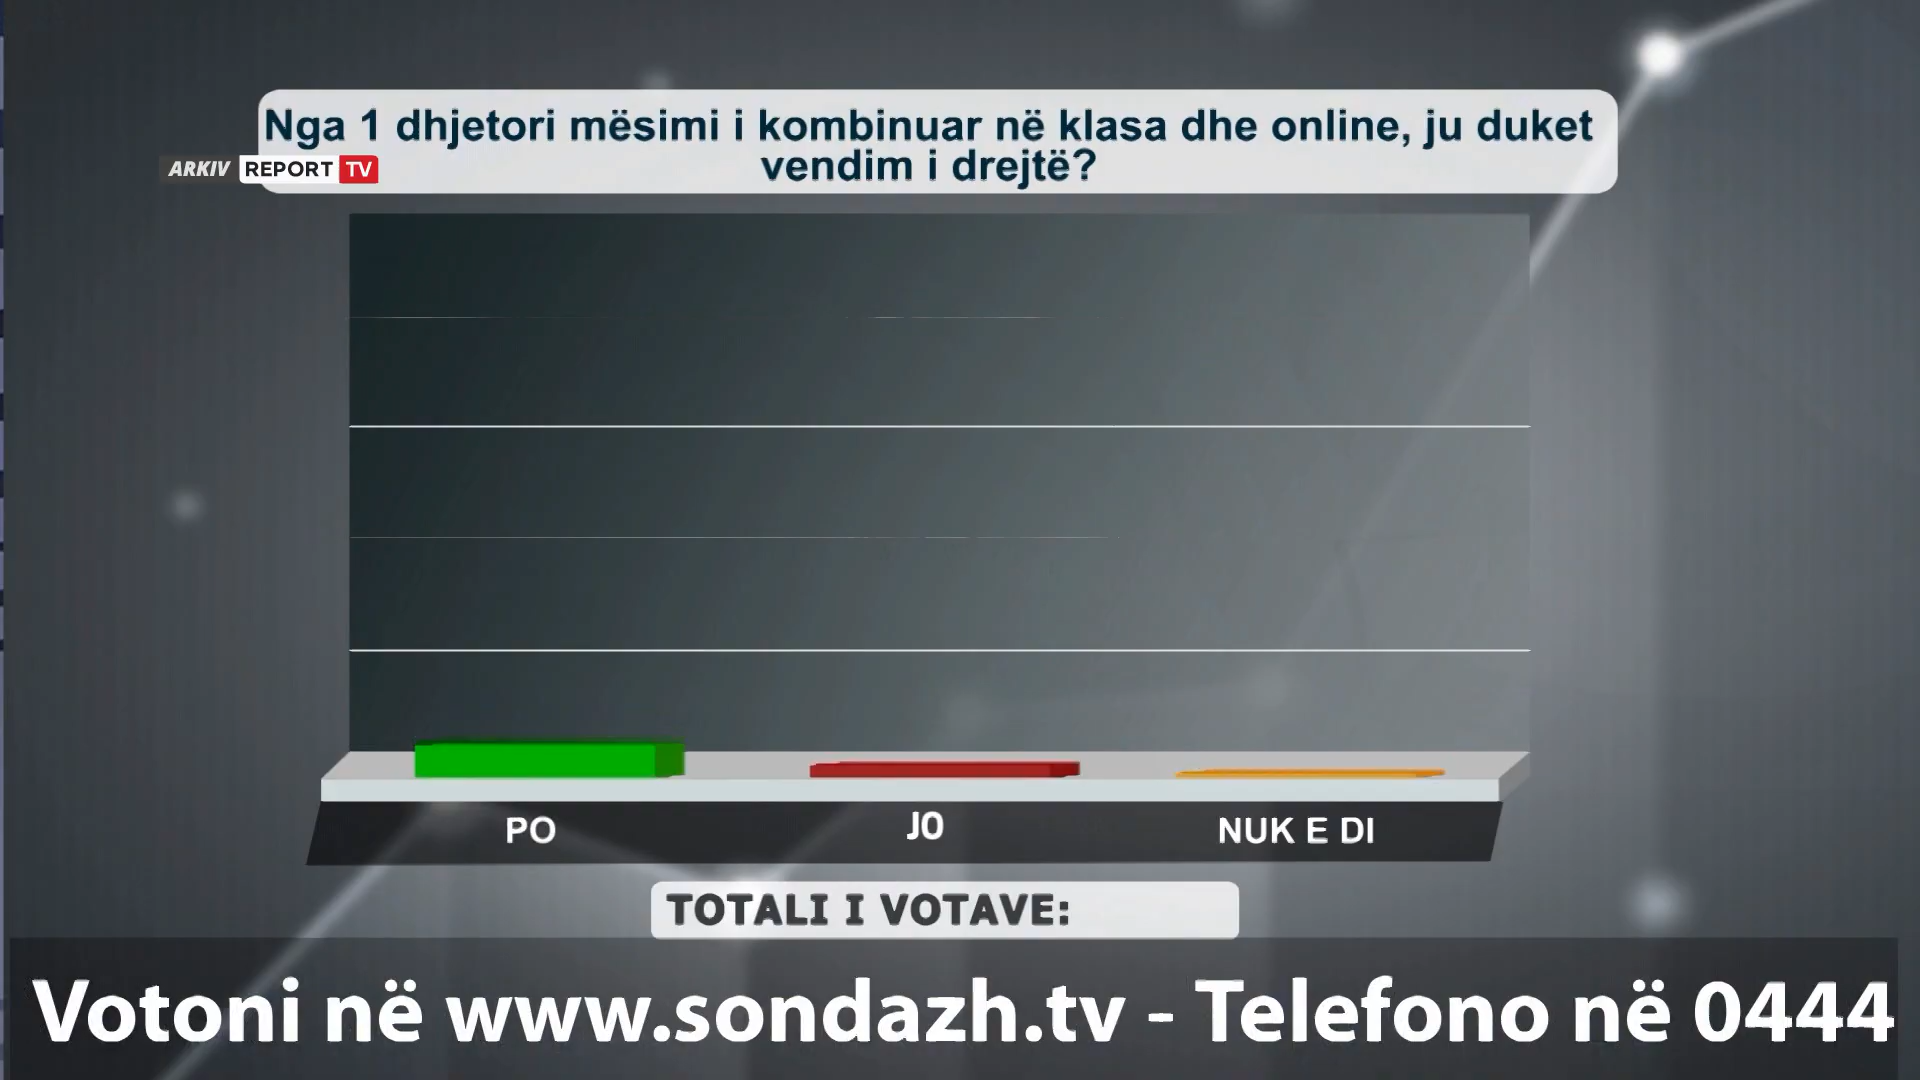 Nga 1 dhjetori mësimi i kombinuar në klasa dhe online, ju duket
vendim i drejtë?
ARKIV REPORT TV
PO
JO
NUK E DI
TOTALI I VOTAVE:
Votoni në www.sondazh.tv - Telefono në 0444